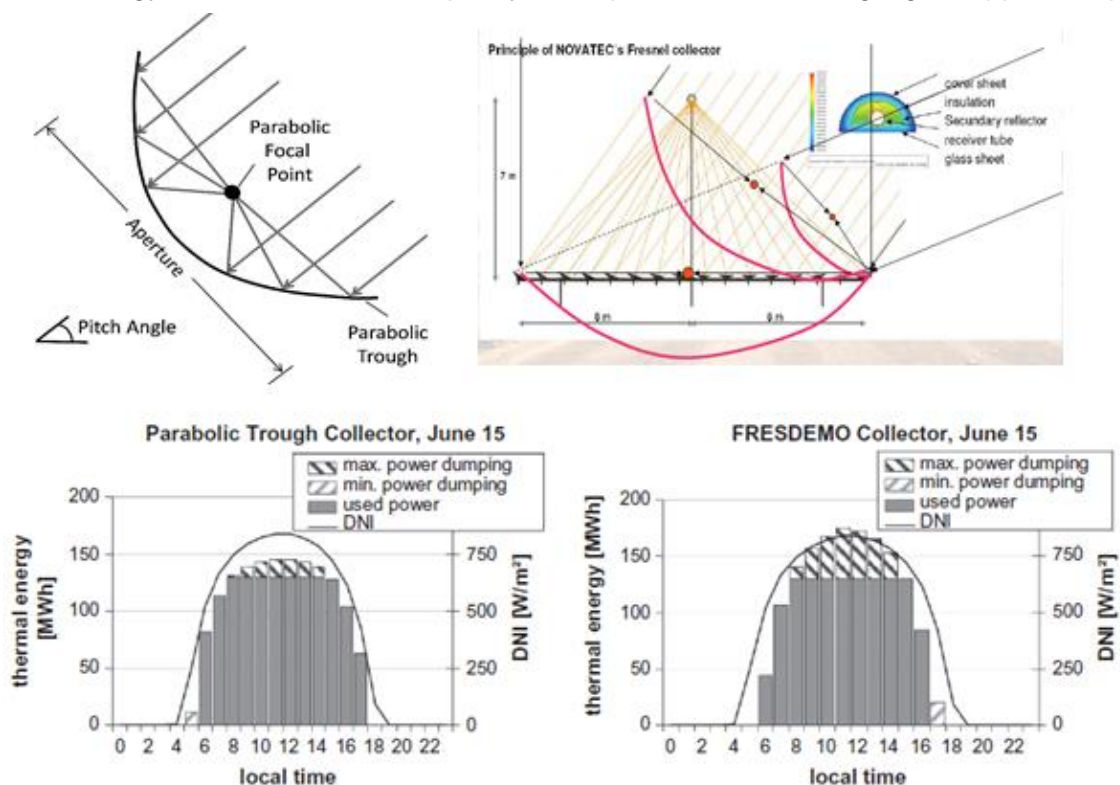 Principle of NOVATEC's Fresnel collector
Parabolic
Focal
Point
Aperture
Pitch Angle
Parabolic
Trough
cover sheet
insulation
Secundary reflector
receiver tube
glass sheet
7 m
Parabolic Trough Collector, June 15
max. power dumping
min. power dumping
used power
DNI
200
150
100
50
0
thermal energy
[MWh]
750
500
250
0
DNI [W/m²]
0 2 4 6 8 10 12 14 16 18 20 22
local time
FRESDEMO Collector, June 15
max. power dumping
min. power dumping
used power
DNI
200
150
100
50
0
thermal energy [MWh]
750
500
250
0
DNI [W/m²]
0 2 4 6 8 10 12 14 16 18 20 22
local time